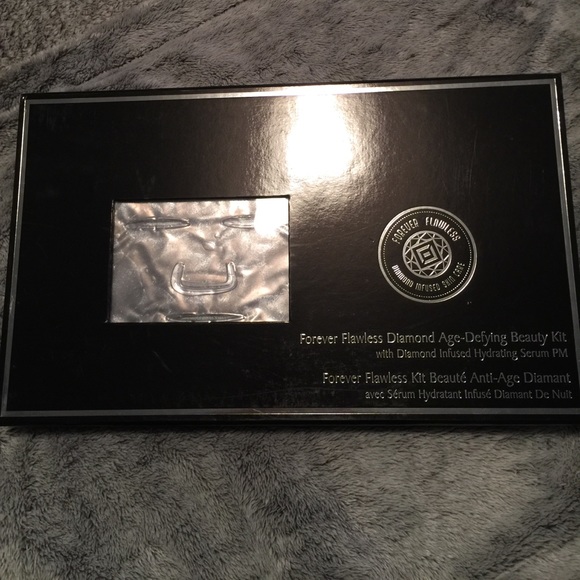 FOREVER FLAWLESS
DIAMOND INFUSED SKIN CARE
Forever Flawless Diamond Age-Defying Beauty Kit
with Diamond Infused Hydrating Serum PM
Forever Flawless Kit Beauté Anti-Age Diamant
avec Sérum Hydratant Infusé Diamant De Nuit